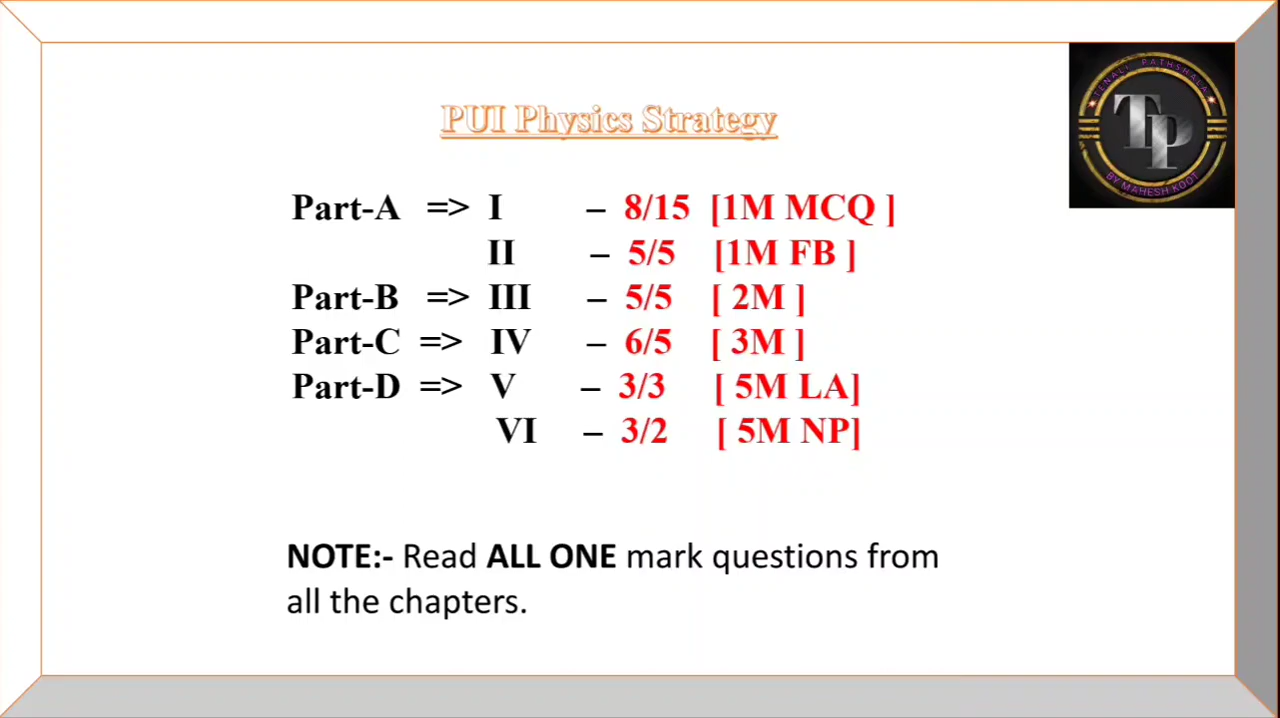 TENALI PATHSHALA
TP
BY MAHESH KOOT
PUI Physics Strategy
Part-A => I – 8/15 [1M MCQ ]
II – 5/5 [1M FB ]
Part-B => III – 5/5 [ 2M ]
Part-C => IV – 6/5 [ 3M ]
Part-D => V – 3/3 [ 5M LA]
VI – 3/2 [ 5M NP]
NOTE:- Read ALL ONE mark questions from
all the chapters.